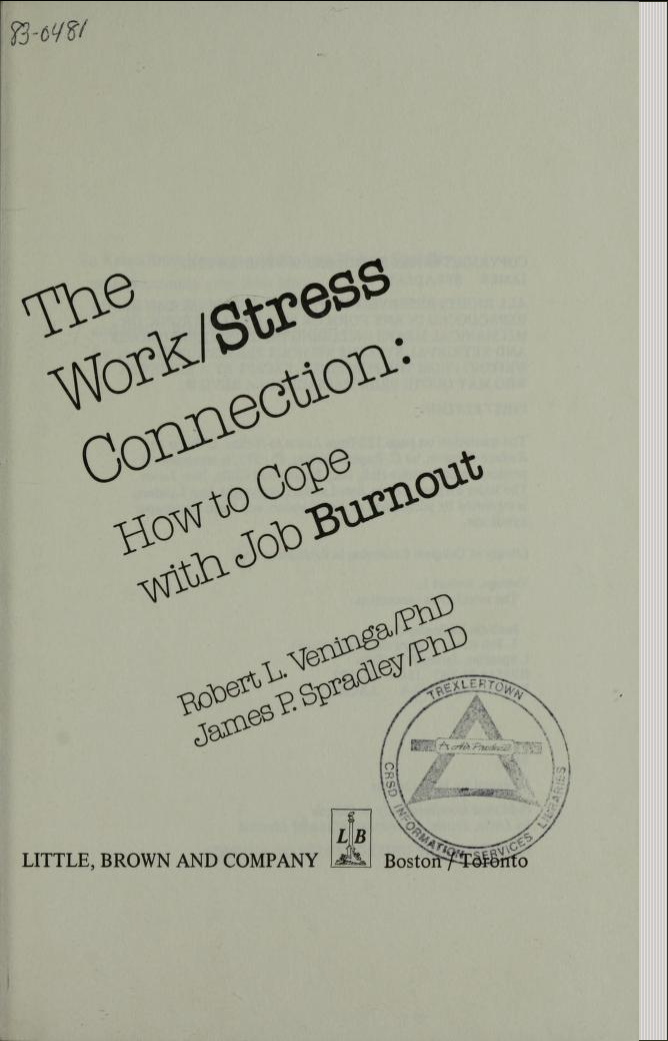 83-0481
The
Work/Stress
Connection:
How to Cope
with Job Burnout
Robert L. Veninga/PhD
James P. Spradley/PhD
TREXLERTOWN
CRSD INFORMATION SERVICES LIBRARIES
LITTLE, BROWN AND COMPANY
L B
Boston / Toronto